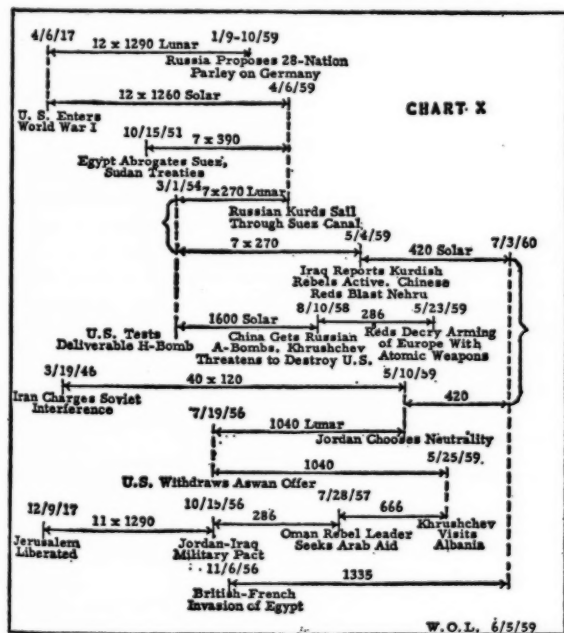 4/6/17 12 x 1290 Lunar 1/9-10/59
Russia Proposes 28-Nation
Parley on Germany
4/6/59
12 x 1260 Solar
CHART X
U. S. Enters
World War I
10/15/51
7 x 390
Egypt Abrogates Suez,
Sudan Treaties
3/1/54
7x270 Lunar
Russian Kurds Sail
Through Suez Canal
7 x 270
5/4/59
420 Solar
7/3/60
Iraq Reports Kurdish
Rebels Active. Chinese
Reds Blast Nehru
8/10/58
286
5/23/59
1600 Solar
U.S. Tests
Deliverable H-Bomb
China Gets Russian
A-Bombs. Khrushchev
Threatens to Destroy U.S.
Reds Decry Arming
of Europe With
Atomic Weapons
3/19/46
40 x 120
5/10/59
Iran Charges Soviet
Interference
420
7/19/56
1040 Lunar
Jordan Chooses Neutrality
1040
5/25/59
U.S. Withdraws Aswan Offer
12/9/17
11 x 1290
10/15/56
286
7/28/57
666
Jerusalem
Liberated
Jordan-Iraq
Military Pact
Oman Rebel Leader
Seeks Arab Aid
Khrushchev
Visits
Albania
11/6/56
1335
British-French
Invasion of Egypt
W.O.L. 6/5/59